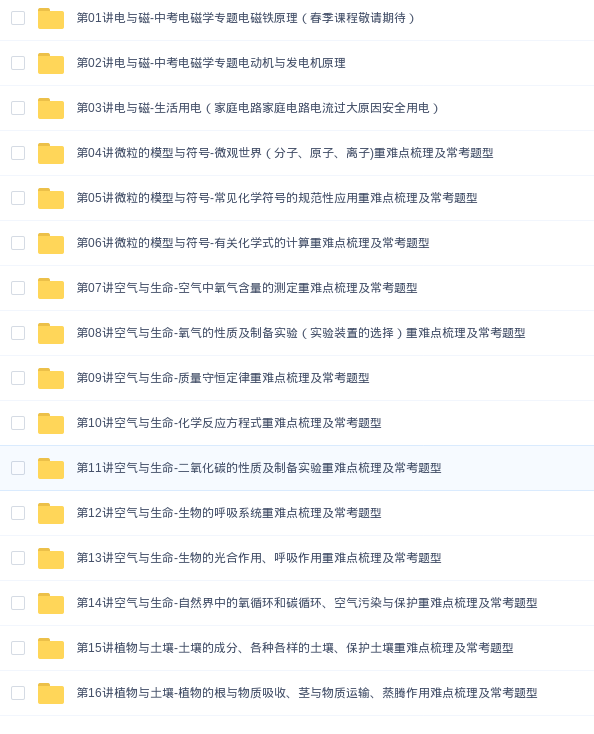 第01讲电与磁-中考电磁学专题电磁铁原理（春季课程敬请期待）
第02讲电与磁-中考电磁学专题电动机与发电机原理
第03讲电与磁-生活用电（家庭电路家庭电路电流过大原因安全用电）
第04讲微粒的模型与符号-微观世界（分子、原子、离子)重难点梳理及常考题型
第05讲微粒的模型与符号-常见化学符号的规范性应用重难点梳理及常考题型
第06讲微粒的模型与符号-有关化学式的计算重难点梳理及常考题型
第07讲空气与生命-空气中氧气含量的测定重难点梳理及常考题型
第08讲空气与生命-氧气的性质及制备实验（实验装置的选择）重难点梳理及常考题型
第09讲空气与生命-质量守恒定律重难点梳理及常考题型
第10讲空气与生命-化学反应方程式重难点梳理及常考题型
第11讲空气与生命-二氧化碳的性质及制备实验重难点梳理及常考题型
第12讲空气与生命-生物的呼吸系统重难点梳理及常考题型
第13讲空气与生命-生物的光合作用、呼吸作用重难点梳理及常考题型
第14讲空气与生命-自然界中的氧循环和碳循环、空气污染与保护重难点梳理及常考题型
第15讲植物与土壤-土壤的成分、各种各样的土壤、保护土壤重难点梳理及常考题型
第16讲植物与土壤-植物的根与物质吸收、茎与物质运输、蒸腾作用难点梳理及常考题型